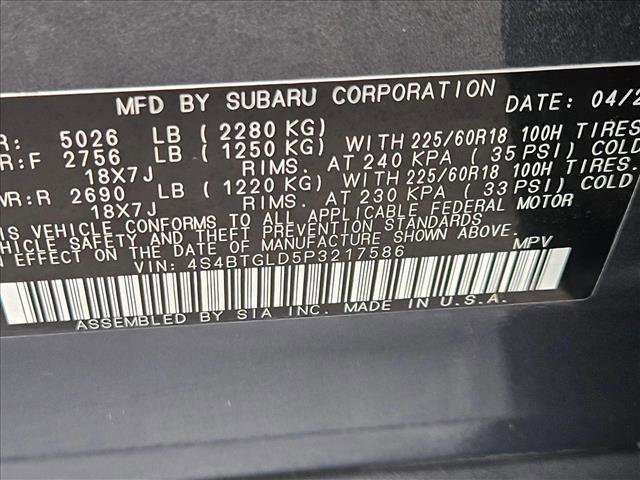 MFD BY SUBARU CORPORATION DATE: 04/2
R: 5026 LB ( 2280 KG)
R:F 2756 LB ( 1250 KG) WITH 225/60R18 100H TIRES
18X7J RIMS. AT 240 KPA ( 35 PSI) COLD
WR:R 2690 LB ( 1220 KG) WITH 225/60R18 100H TIRES.
18X7J RIMS. AT 230 KPA ( 33 PSI) COLD
IS VEHICLE CONFORMS TO ALL APPLICABLE FEDERAL MOTOR
VEHICLE SAFETY AND BUMPER THEFT PREVENTION STANDARDS
N EFFECT ON THE DATE OF MANUFACTURE SHOWN ABOVE.
VIN: 4S4BTGLD5P3217586 MPV
ASSEMBLED BY SIA INC. MADE IN U.S.A.